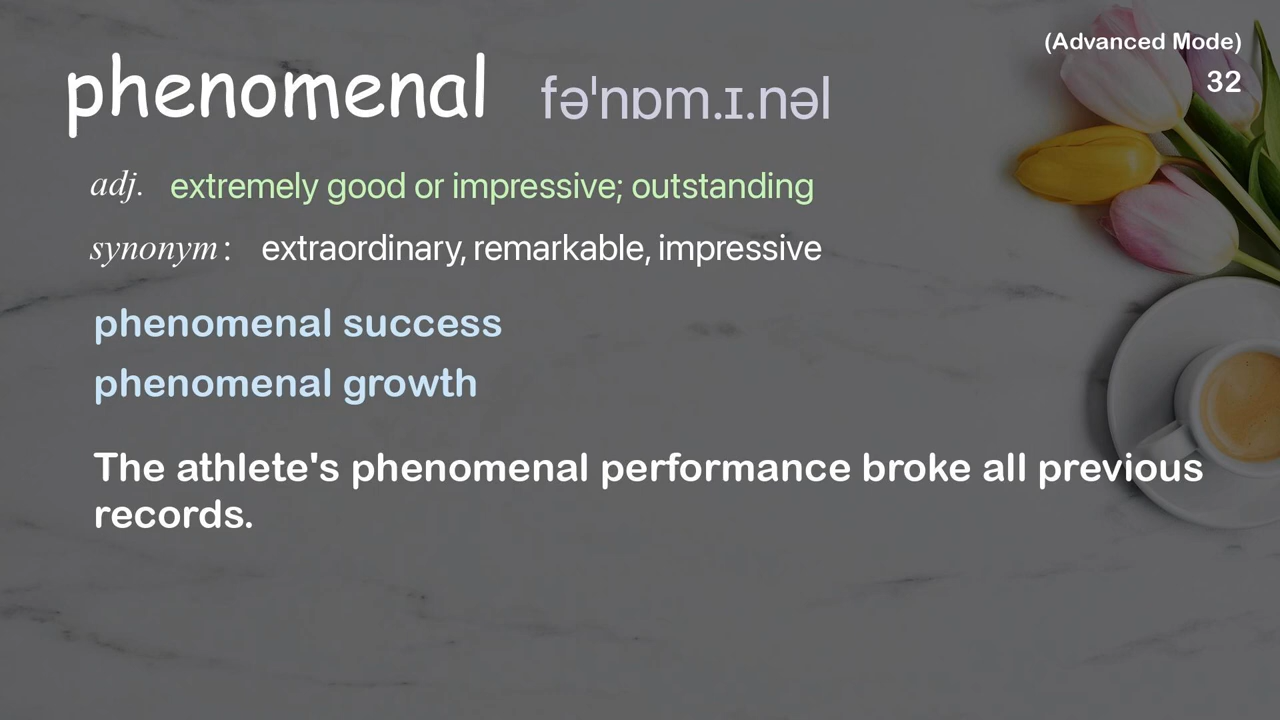 (Advanced Mode)
32
phenomenal fəˈnɒm.ɪ.nəl
adj. extremely good or impressive; outstanding
synonym: extraordinary, remarkable, impressive
phenomenal success
phenomenal growth
The athlete's phenomenal performance broke all previous
records.